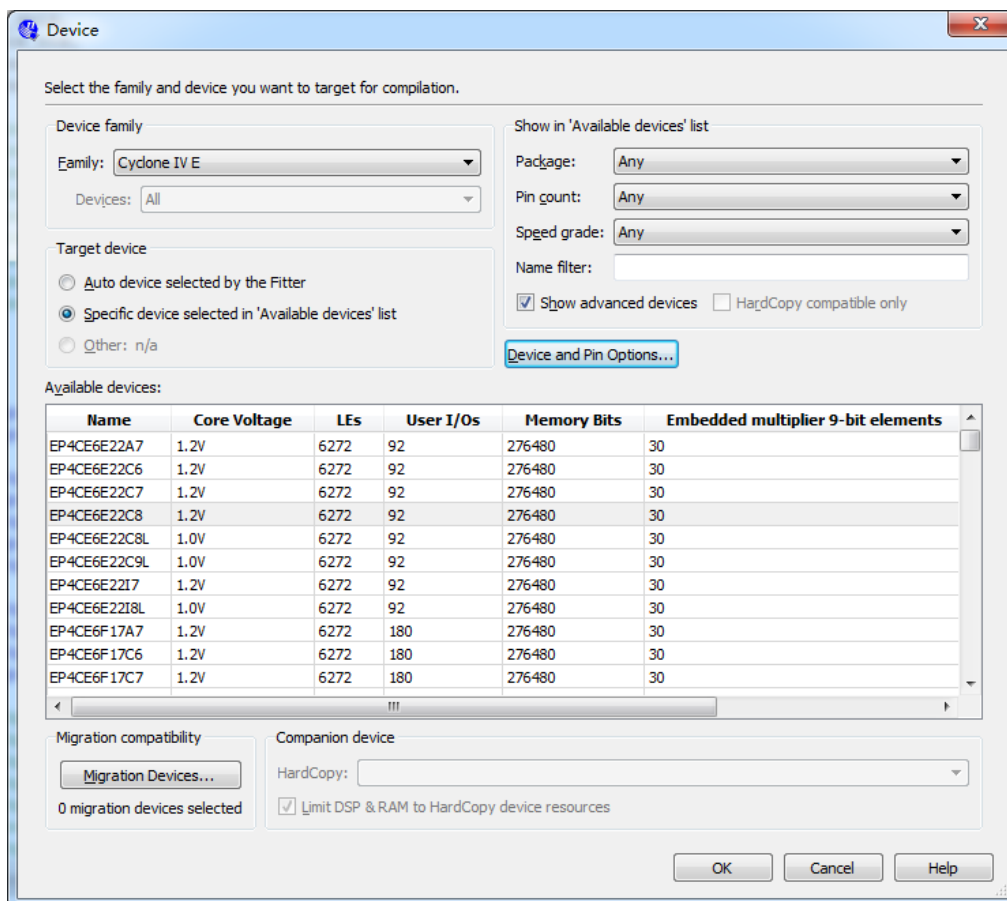 Device
Select the family and device you want to target for compilation.
Device family
Family: Cyclone IV E
Devices: All
Show in 'Available devices' list
Package: Any
Pin count: Any
Speed grade: Any
Name filter:
Show advanced devices HardCopy compatible only
Target device
Auto device selected by the Fitter
Specific device selected in 'Available devices' list
Other: n/a
Device and Pin Options...
Available devices:
Name Core Voltage LEs User I/Os Memory Bits Embedded multiplier 9-bit elements
EP4CE6E22A7 1.2V 6272 92 276480 30
EP4CE6E22C6 1.2V 6272 92 276480 30
EP4CE6E22C7 1.2V 6272 92 276480 30
EP4CE6E22C8 1.2V 6272 92 276480 30
EP4CE6E22C8L 1.0V 6272 92 276480 30
EP4CE6E22C9L 1.0V 6272 92 276480 30
EP4CE6E22I7 1.2V 6272 92 276480 30
EP4CE6E22I8L 1.0V 6272 92 276480 30
EP4CE6F17A7 1.2V 6272 180 276480 30
EP4CE6F17C6 1.2V 6272 180 276480 30
EP4CE6F17C7 1.2V 6272 180 276480 30
Migration compatibility
Migration Devices...
0 migration devices selected
Companion device
HardCopy:
Limit DSP & RAM to HardCopy device resources
OK Cancel Help